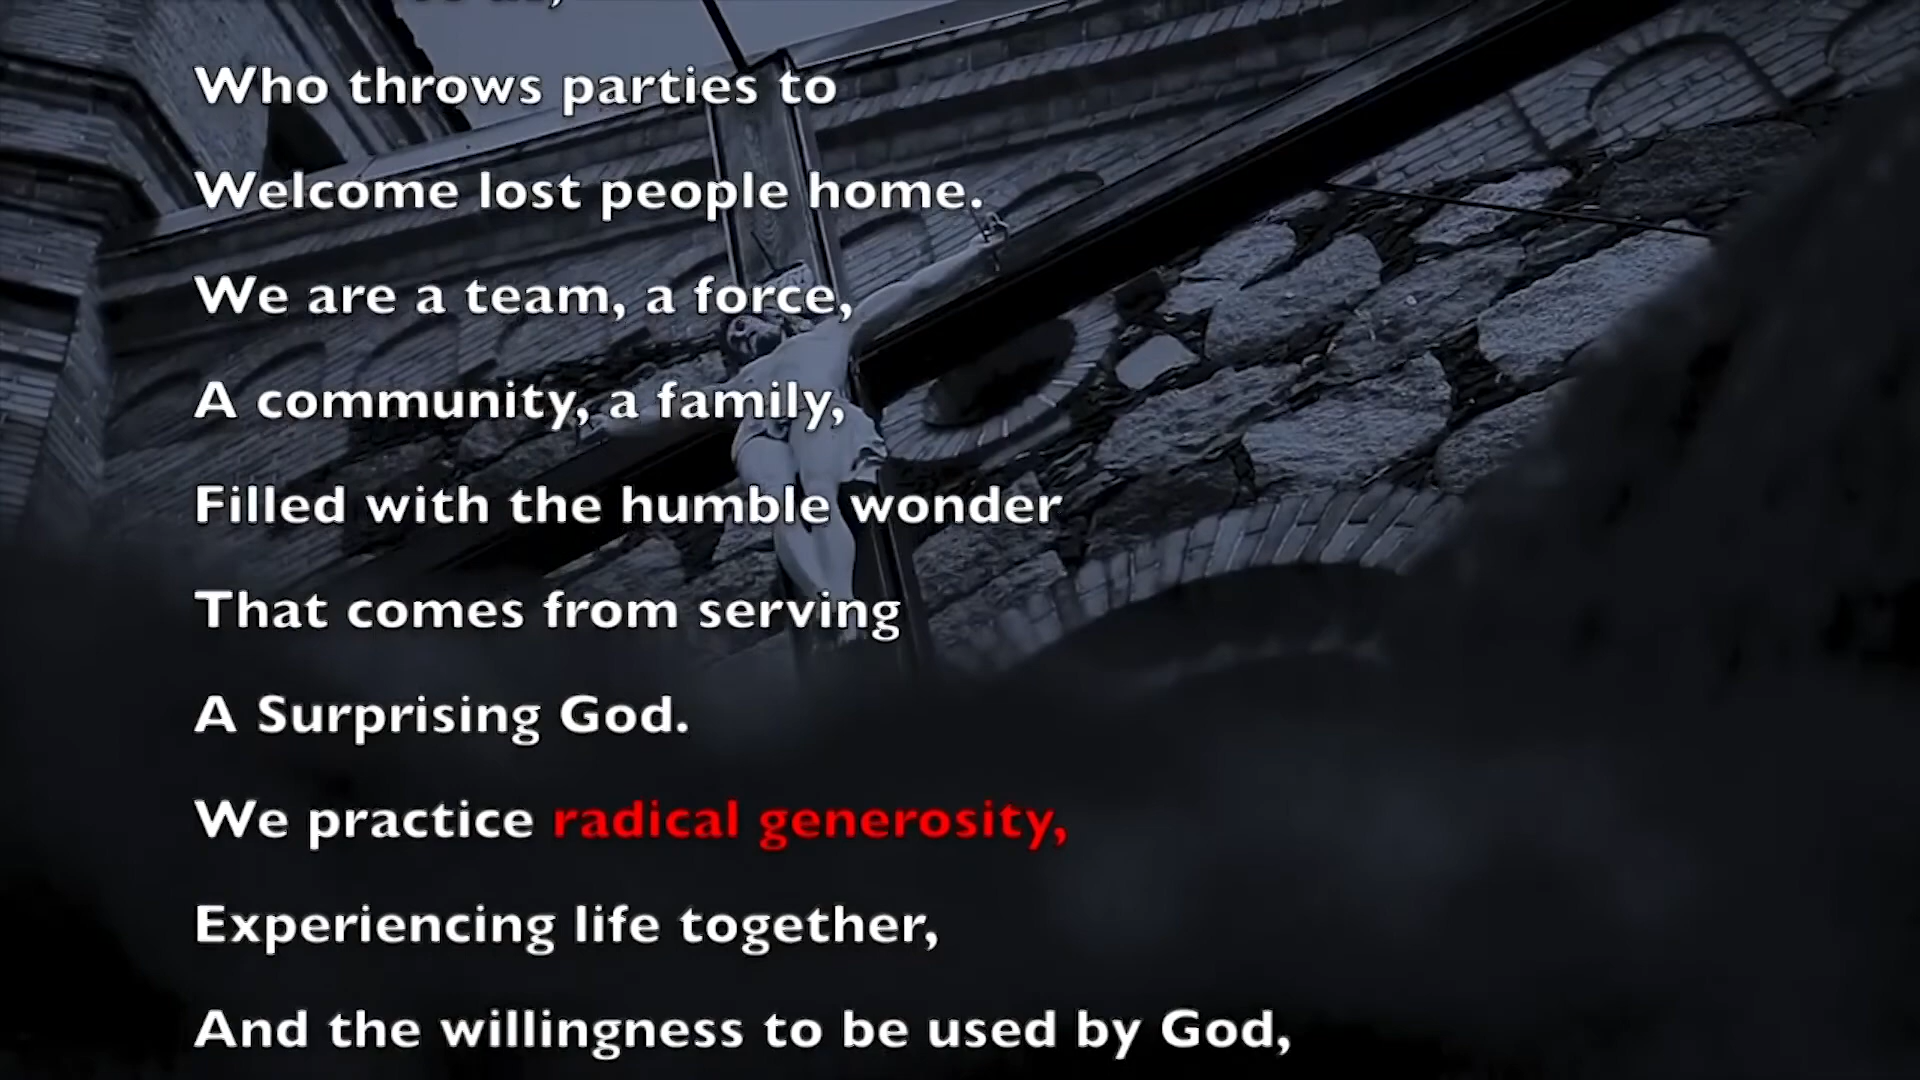 Who throws parties to
Welcome lost people home.
We are a team, a force,
A community, a family,
Filled with the humble wonder
That comes from serving
A Surprising God.
We practice radical generosity,
Experiencing life together,
And the willingness to be used by God,